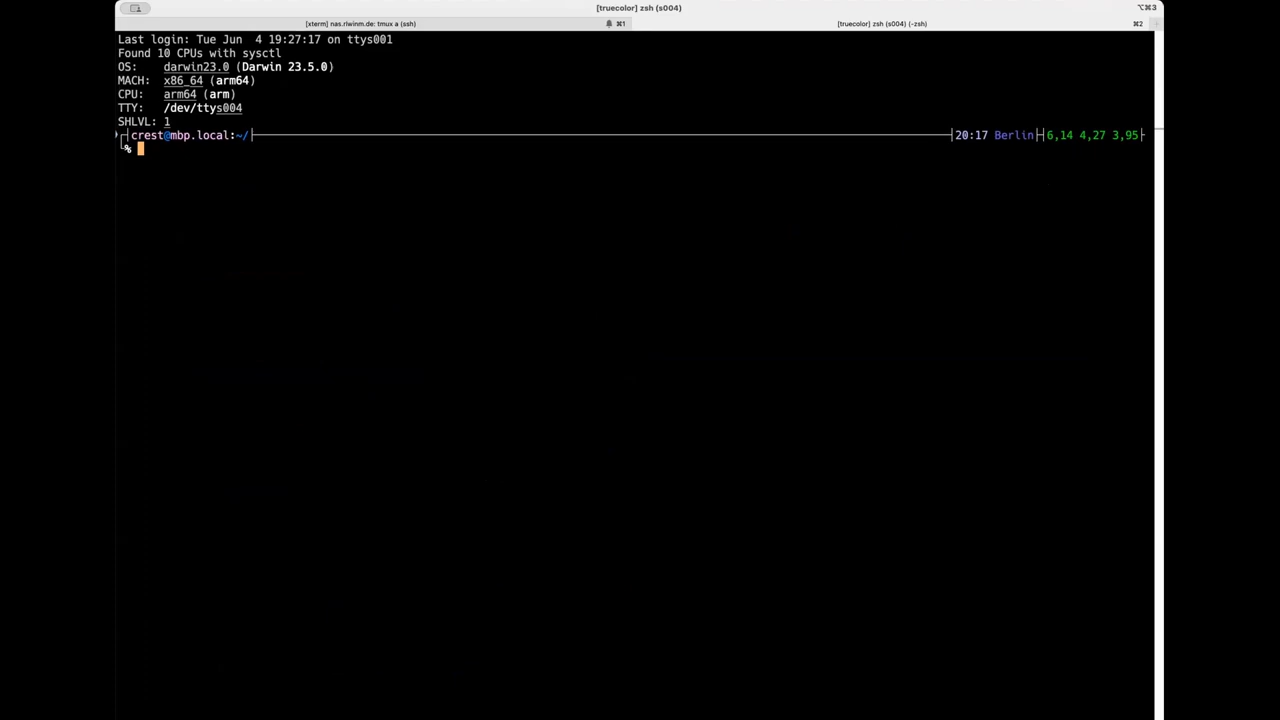 [truecolor] zsh (s004)
⌥⌘3
[xterm] nas.rlwinm.de: tmux a (ssh)
⌘1
[truecolor] zsh (s004) (-zsh)
⌘2
Last login: Tue Jun  4 19:27:17 on ttys001
Found 10 CPUs with sysctl
OS:   darwin23.0 (Darwin 23.5.0)
MACH:  x86_64 (arm64)
CPU:  arm64 (arm)
TTY:  /dev/ttys004
SHLVL: 1
crest@mbp.local:~/ 20:17 Berlin 6,14 4,27 3,95
%